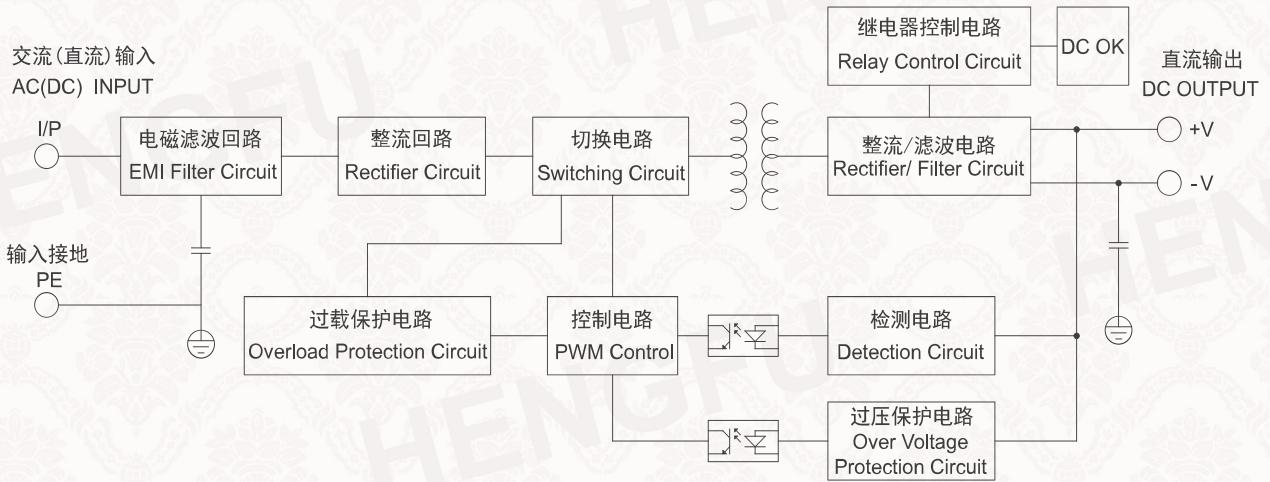 交流(直流)输入
AC(DC) INPUT
I/P
电磁滤波回路
EMI Filter Circuit
整流回路
Rectifier Circuit
切换电路
Switching Circuit
继电器控制电路
Relay Control Circuit
DC OK
整流/滤波电路
Rectifier/ Filter Circuit
直流输出
DC OUTPUT
+V
-V
输入接地
PE
过载保护电路
Overload Protection Circuit
控制电路
PWM Control
检测电路
Detection Circuit
过压保护电路
Over Voltage
Protection Circuit
HENGFU
HENGFU
HENGFU
HENGFU